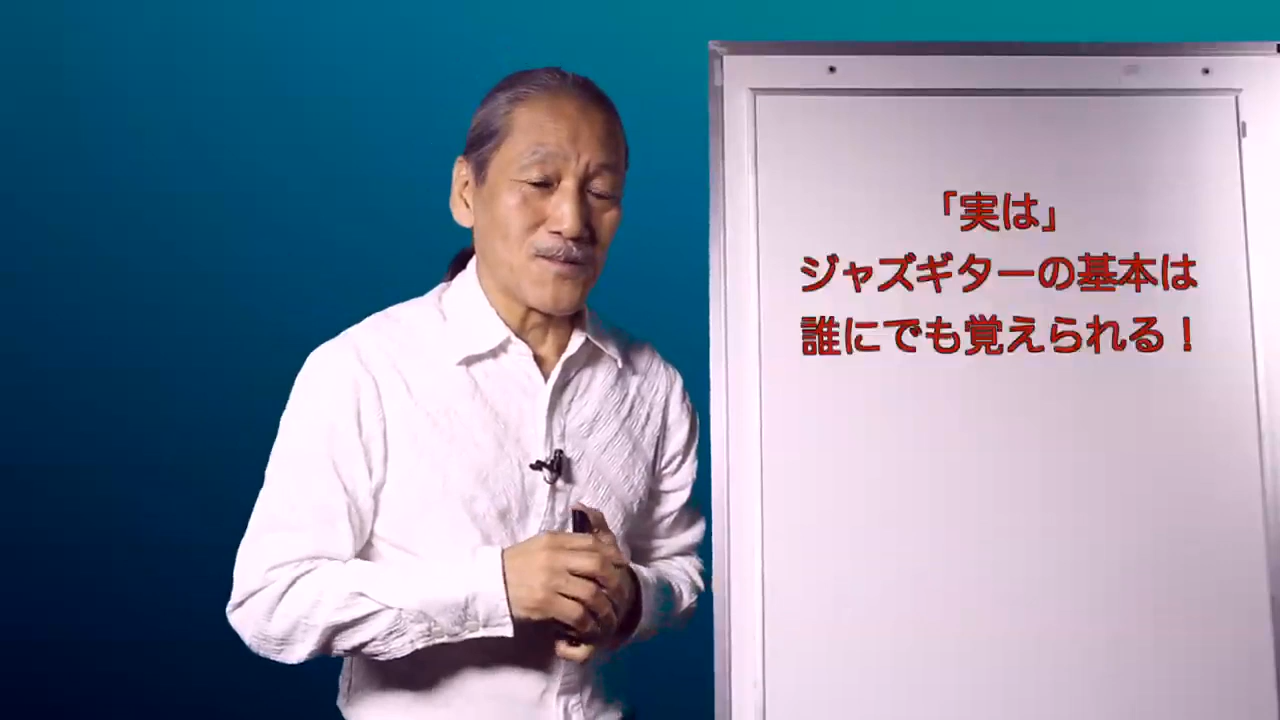 「実は」
ジャズギターの基本は
誰にでも覚えられる！